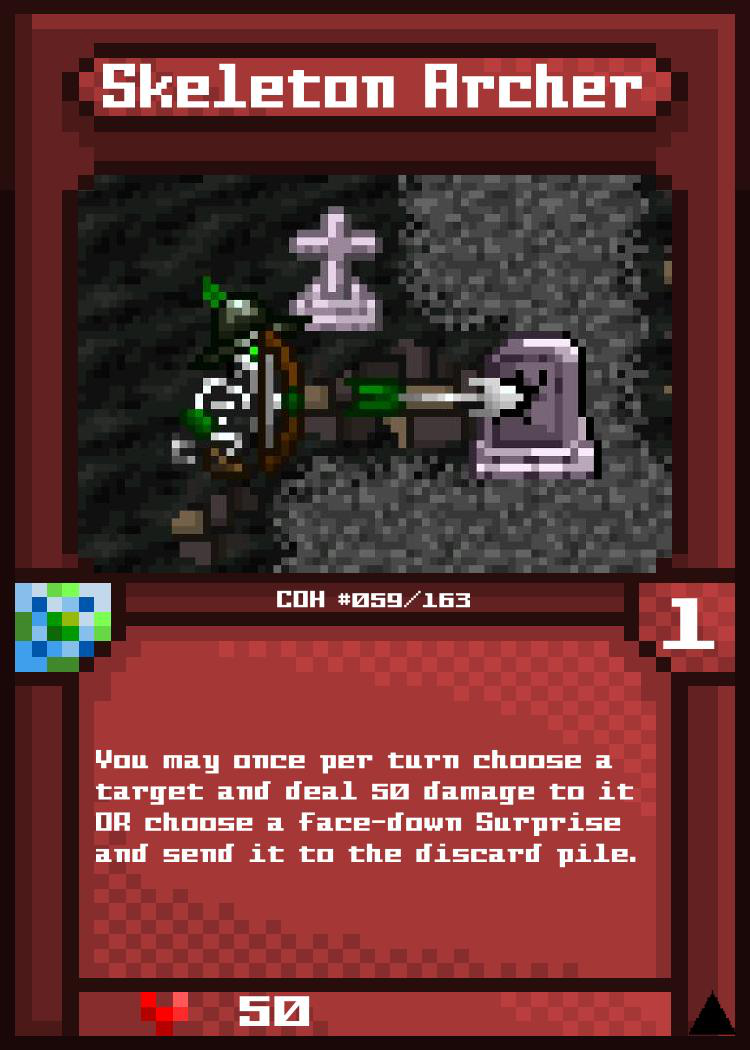 Skeleton Archer
COH #059/163
1
You may once per turn choose a
target and deal 50 damage to it
OR choose a face-down Surprise
and send it to the discard pile.
50